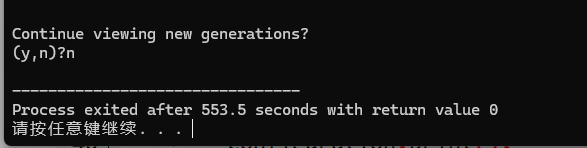 Continue viewing new generations?
(y,n)?n
--------------------------------
Process exited after 553.5 seconds with return value 0
请按任意键继续. . .